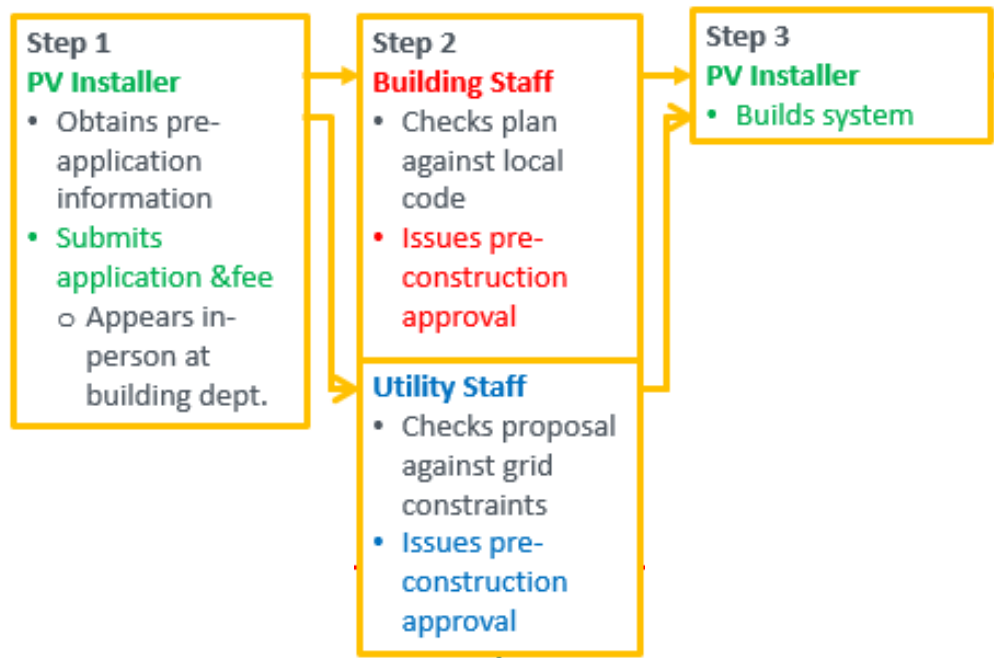 Step 1
PV Installer
• Obtains pre-
application
information
• Submits
application &fee
o Appears in-
person at
building dept.
Step 2
Building Staff
• Checks plan
against local
code
• Issues pre-
construction
approval
Utility Staff
• Checks proposal
against grid
constraints
• Issues pre-
construction
approval
Step 3
PV Installer
• Builds system